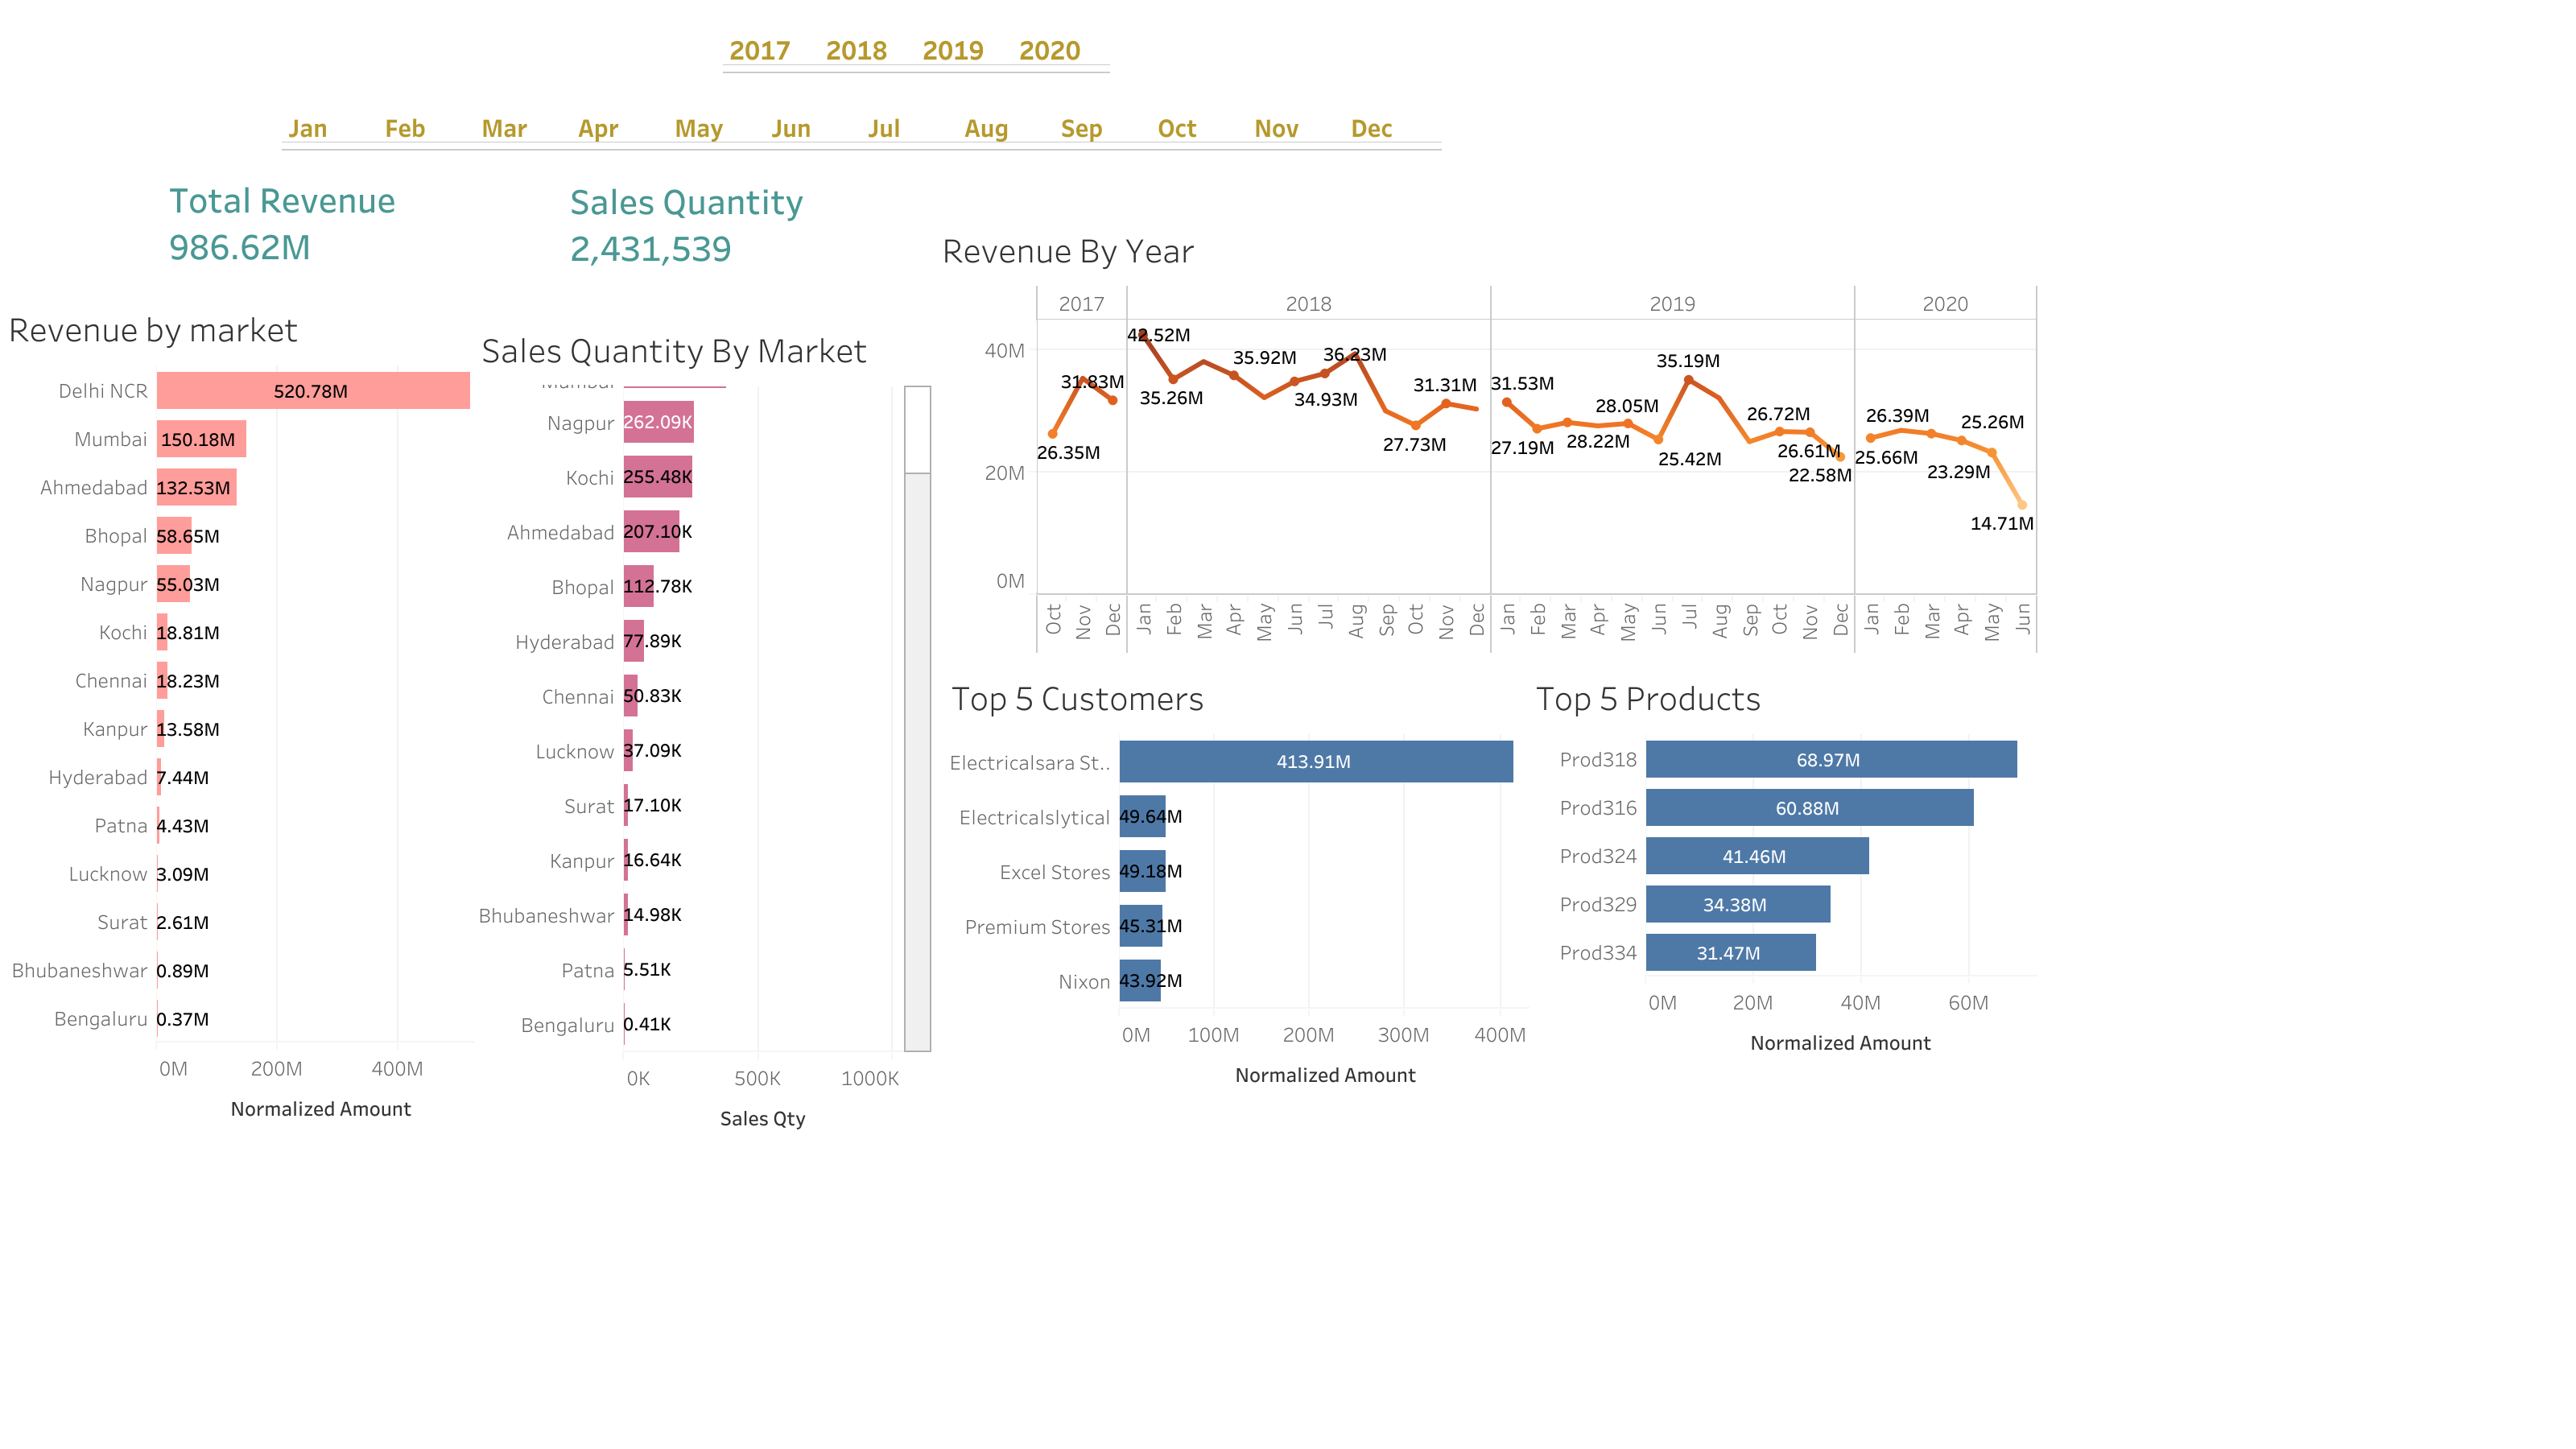 2017 2018 2019 2020
Jan Feb Mar Apr May Jun Jul Aug Sep Oct Nov Dec
Total Revenue
986.62M
Sales Quantity
2,431,539
Revenue by market
Delhi NCR 520.78M
Mumbai 150.18M
Ahmedabad 132.53M
Bhopal 58.65M
Nagpur 55.03M
Kochi 18.81M
Chennai 18.23M
Kanpur 13.58M
Hyderabad 7.44M
Patna 4.43M
Lucknow 3.09M
Surat 2.61M
Bhubaneshwar 0.89M
Bengaluru 0.37M
0M 200M 400M
Normalized Amount
Sales Quantity By Market
Nagpur 262.09K
Kochi 255.48K
Ahmedabad 207.10K
Bhopal 112.78K
Hyderabad 77.89K
Chennai 50.83K
Lucknow 37.09K
Surat 17.10K
Kanpur 16.64K
Bhubaneshwar 14.98K
Patna 5.51K
Bengaluru 0.41K
0K 500K 1000K
Sales Qty
Revenue By Year
2017 2018 2019 2020
40M
20M
0M
26.35M 31.83M
42.52M 35.26M 35.92M 34.93M 36.23M 27.73M 31.31M
31.53M 27.19M 28.22M 28.05M 25.42M 35.19M 26.72M 26.61M 22.58M
25.66M 26.39M 23.29M 25.26M 14.71M
Oct Nov Dec Jan Feb Mar Apr May Jun Jul Aug Sep Oct Nov Dec Jan Feb Mar Apr May Jun Jul Aug Sep Oct Nov Dec Jan Feb Mar Apr May Jun
Top 5 Customers
Electricalsara St.. 413.91M
Electricalslytical 49.64M
Excel Stores 49.18M
Premium Stores 45.31M
Nixon 43.92M
0M 100M 200M 300M 400M
Normalized Amount
Top 5 Products
Prod318 68.97M
Prod316 60.88M
Prod324 41.46M
Prod329 34.38M
Prod334 31.47M
0M 20M 40M 60M
Normalized Amount